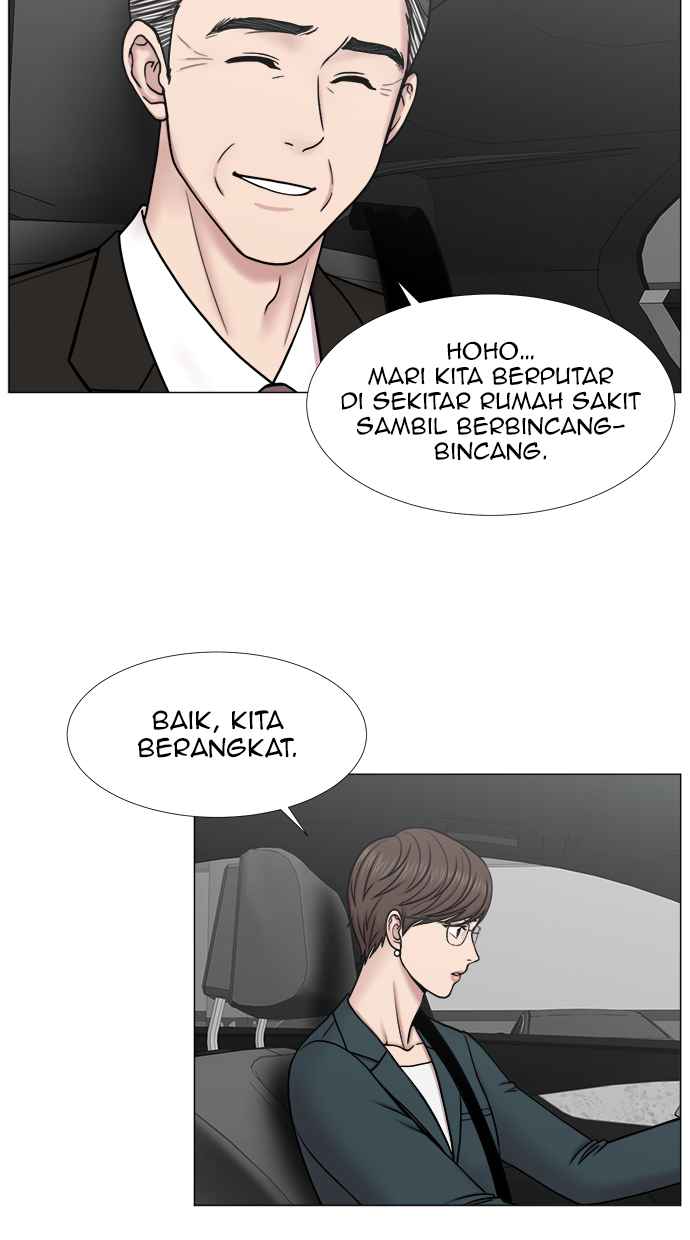 HOHO...
MARI KITA BERPUTAR
DI SEKITAR RUMAH SAKIT
SAMBIL BERBINCANG-
BINCANG.
BAIK, KITA
BERANGKAT.